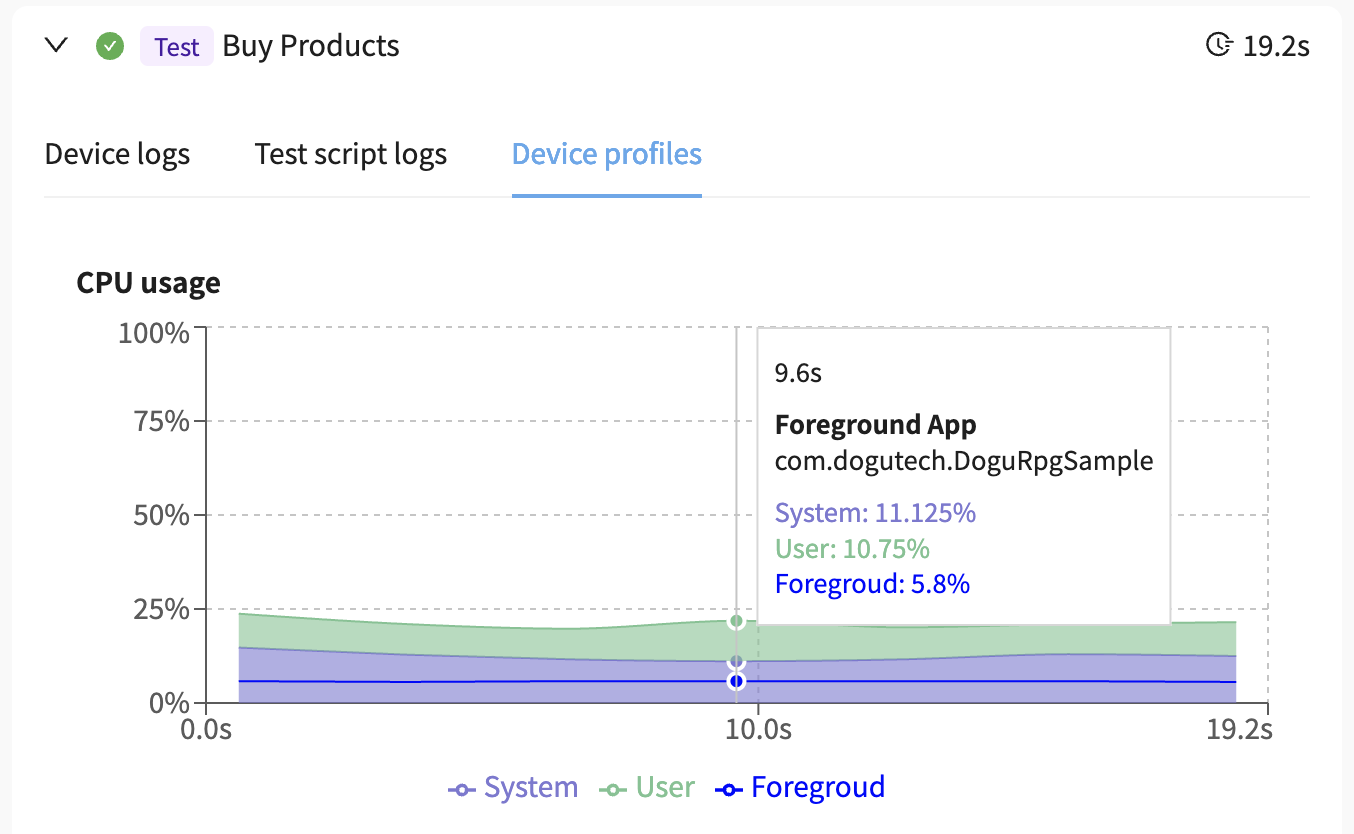 Test Buy Products 19.2s
Device logs Test script logs Device profiles
CPU usage
100%
75%
50%
25%
0%
9.6s
Foreground App
com.dogutech.DoguRpgSample
System: 11.125%
User: 10.75%
Foregroud: 5.8%
0.0s 10.0s 19.2s
System User Foregroud